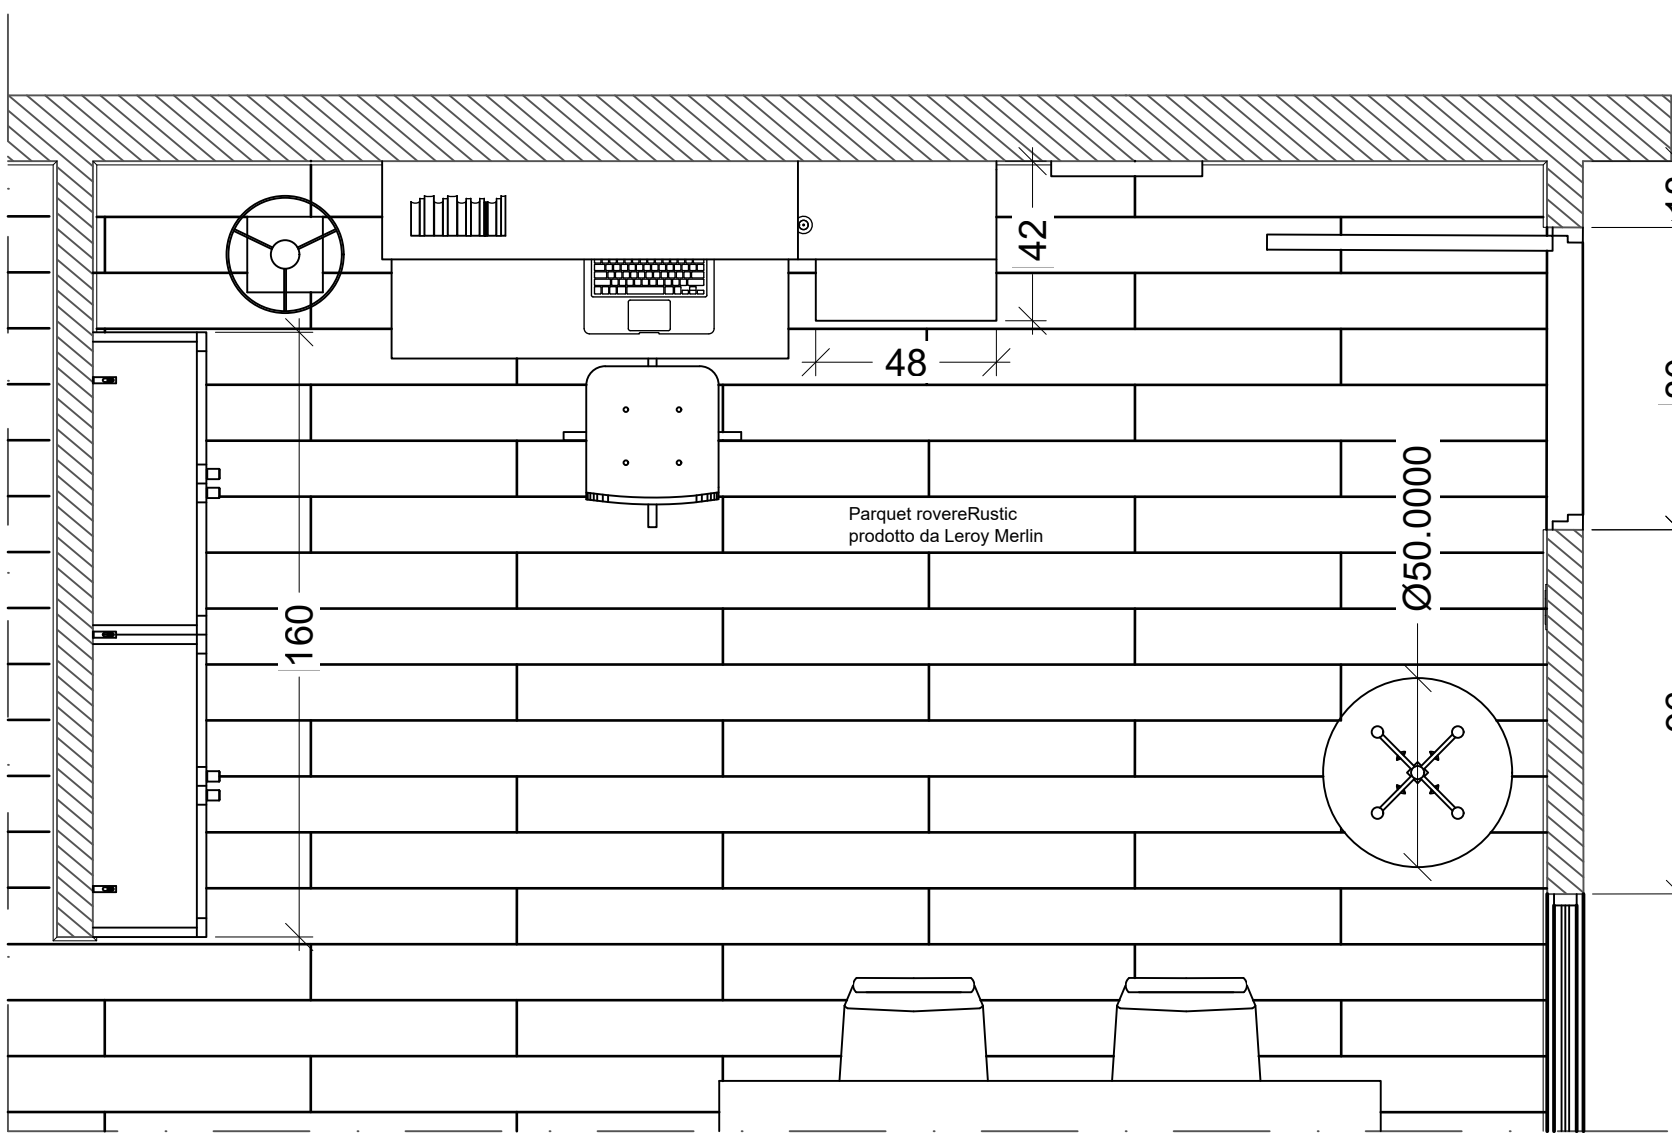 42
48
Parquet rovereRustic
prodotto da Leroy Merlin
Ø50.0000
160